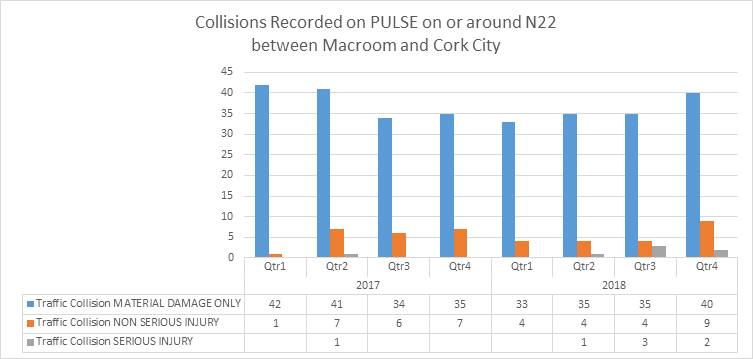 Collisions Recorded on PULSE on or around N22
between Macroom and Cork City
45
40
35
30
25
20
15
10
5
0
Qtr1 Qtr2 Qtr3 Qtr4 Qtr1 Qtr2 Qtr3 Qtr4
2017 2018
Traffic Collision MATERIAL DAMAGE ONLY 42 41 34 35 33 35 35 40
Traffic Collision NON SERIOUS INJURY 1 7 6 7 4 4 4 9
Traffic Collision SERIOUS INJURY 1 1 3 2